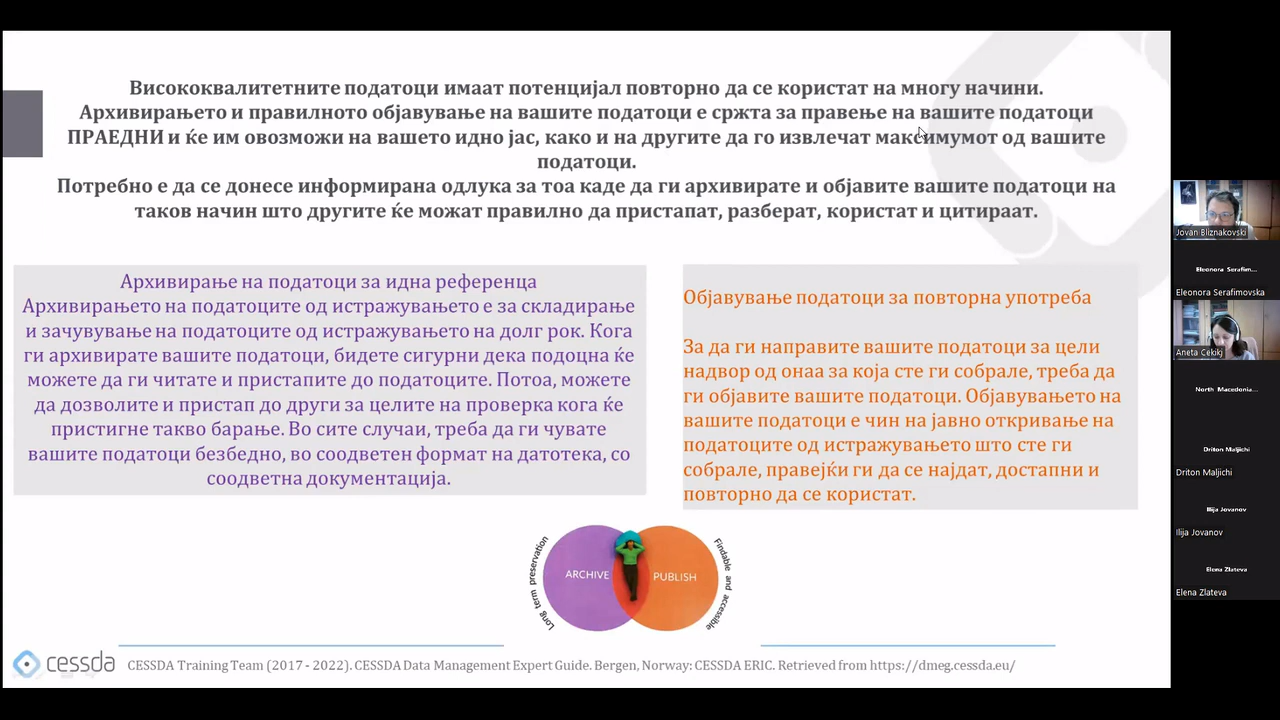 Висококвалитетните податоци имаат потенцијал повторно да се користат на многу начини.
Архивирањето и правилното објавување на вашите податоци е сржта за правење на вашите податоци
ПРАЕДНИ и ќе им овозможи на вашето идно јас, како и на другите да го извлечат максимумот од вашите
податоци.
Потребно е да се донесе информирана одлука за тоа каде да ги архивирате и објавите вашите податоци на
таков начин што другите ќе можат правилно да пристапат, разберат, користат и цитираат.
Архивирање на податоци за идна референца
Архивирањето на податоците од истражувањето е за складирање
и зачувување на податоците од истражувањето на долг рок. Кога
ги архивирате вашите податоци, бидете сигурни дека подоцна ќе
можете да ги читате и пристапите до податоците. Потоа, можете
да дозволите и пристап до други за целите на проверка кога ќе
пристигне такво барање. Во сите случаи, треба да ги чувате
вашите податоци безбедно, во соодветен формат на датотека, со
соодветна документација.
Објавување податоци за повторна употреба
За да ги направите вашите податоци за цели
надвор од онаа за која сте ги собрале, треба да
ги објавите вашите податоци. Објавувањето на
вашите податоци е чин на јавно откривање на
податоците од истражувањето што сте ги
собрале, правејќи ги да се најдат, достапни и
повторно да се користат.
Long term preservation
ARCHIVE
PUBLISH
Findable and accessible
cessda
CESSDA Training Team (2017 - 2022). CESSDA Data Management Expert Guide. Bergen, Norway: CESSDA ERIC. Retrieved from https://dmeg.cessda.eu/
Jovan Bliznakovski
Eleonora Serafim...
Eleonora Serafimovska
Aneta Cekikj
North Macedonia...
Driton Maljichi
Driton Maljichi
Ilija Jovanov
Ilija Jovanov
Elena Zlateva
Elena Zlateva